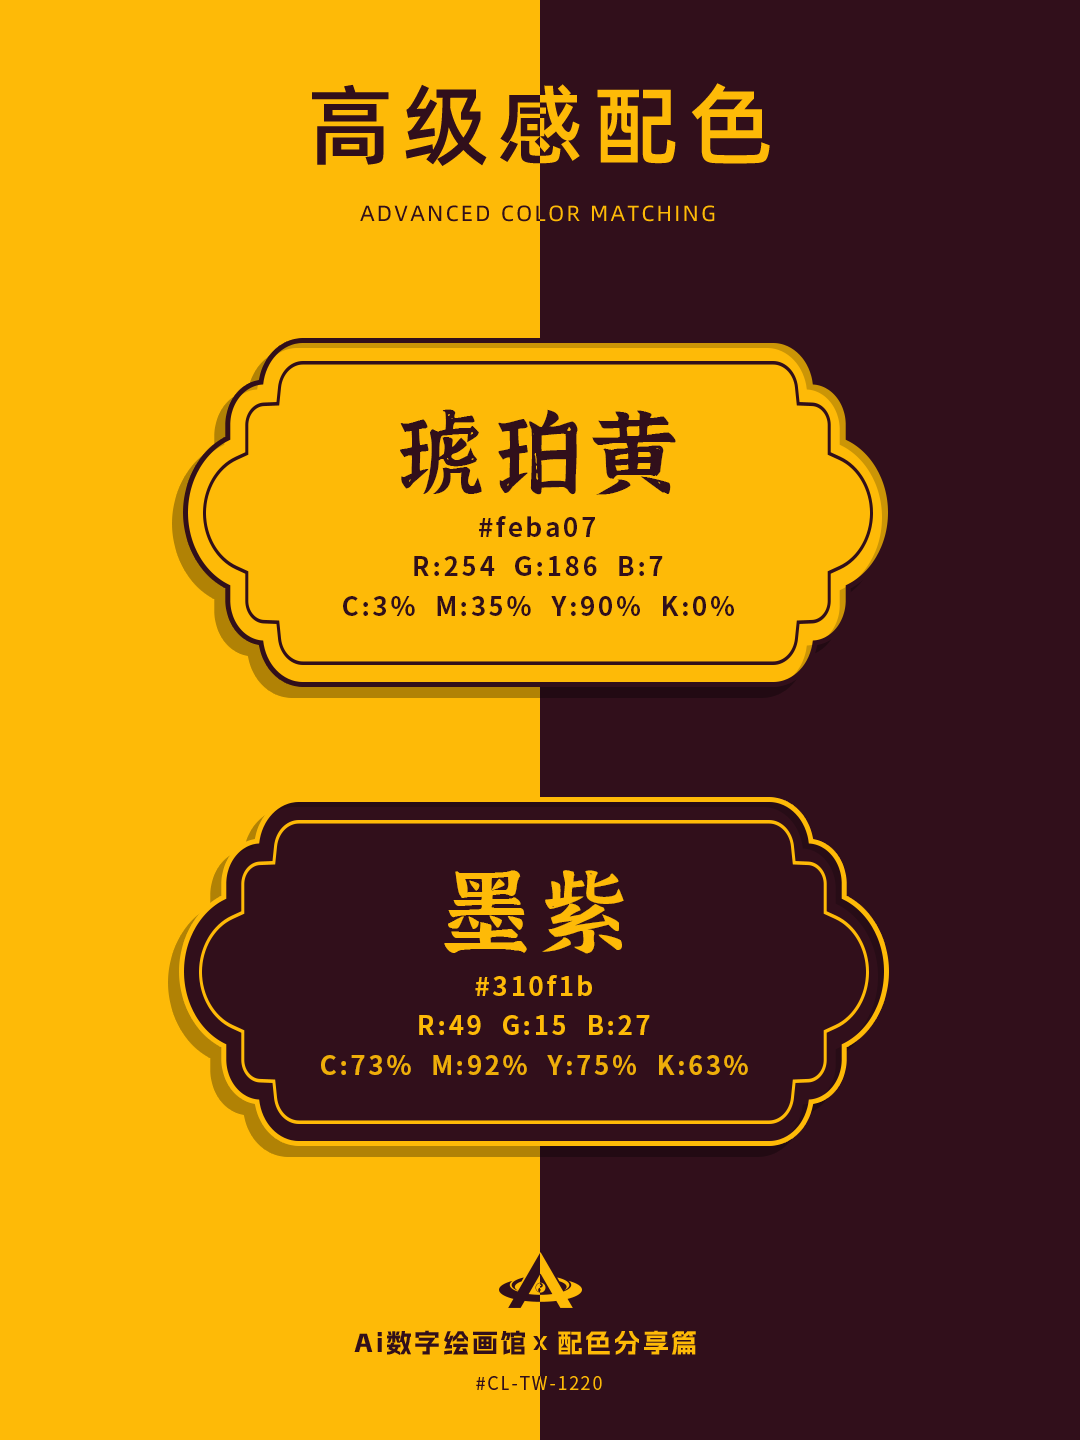 高级感配色
ADVANCED COLOR MATCHING
琥珀黄
#feba07
R:254 G:186 B:7
C:3% M:35% Y:90% K:0%
墨紫
#310f1b
R:49 G:15 B:27
C:73% M:92% Y:75% K:63%
Ai数字绘画馆 x 配色分享篇
#CL-TW-1220